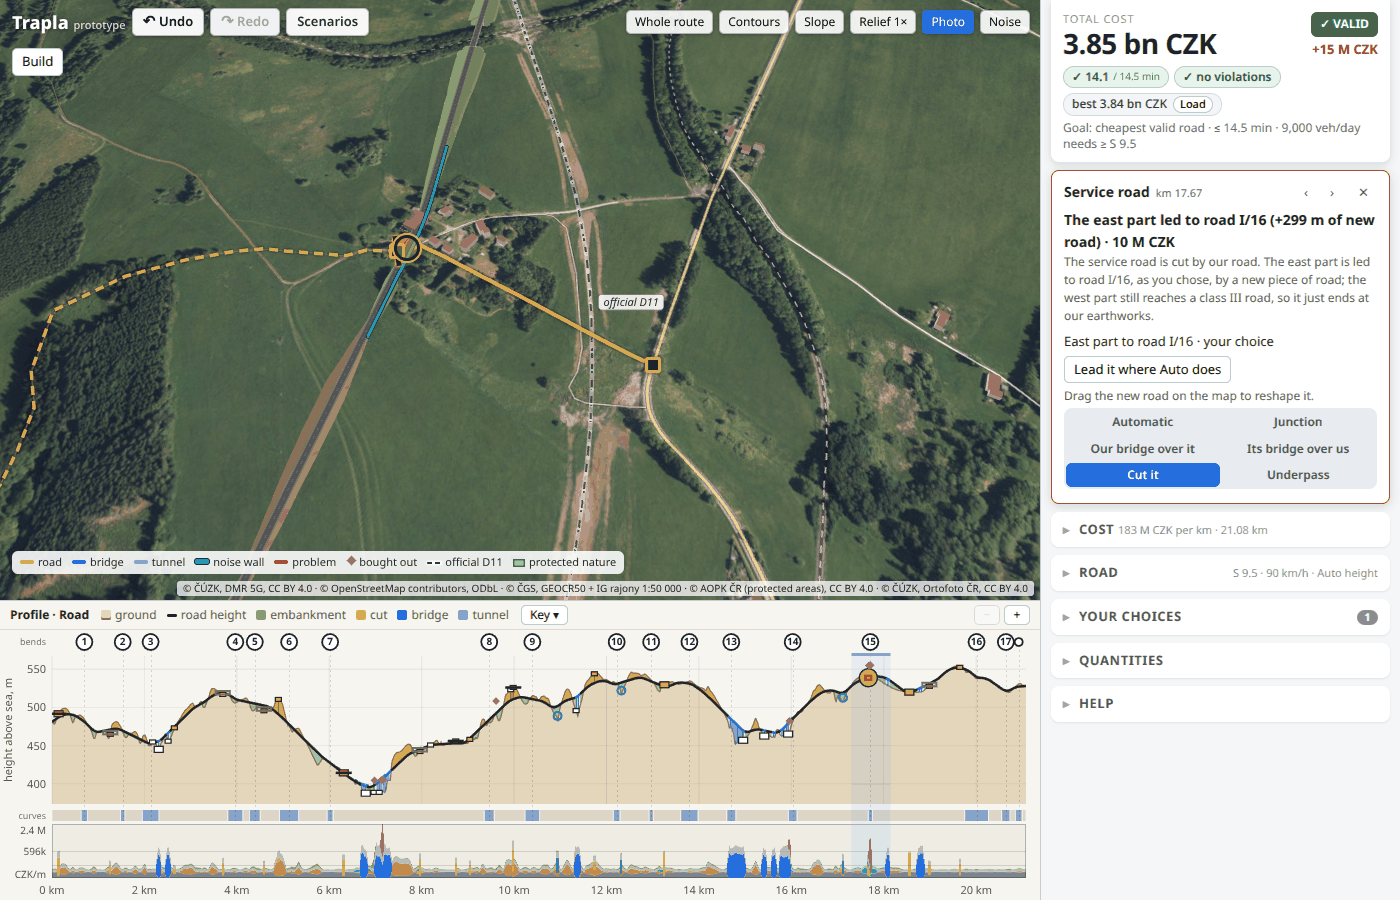 Trapla prototype
↶ Undo
↷ Redo
Scenarios
Whole route
Contours
Slope
Relief 1×
Photo
Noise
Build
official D11
road
bridge
tunnel
noise wall
problem
bought out
official D11
protected nature
© ČÚZK, DMR 5G, CC BY 4.0 · © OpenStreetMap contributors, ODbL · © ČGS, GEOCR50 + IG rajony 1:50 000 · © AOPK ČR (protected areas), CC BY 4.0 · © ČÚZK, Ortofoto ČR, CC BY 4.0
Profile · Road
ground
road height
embankment
cut
bridge
tunnel
Key ▾
−
+
bends
1 2 3 4 5 6 7 8 9 10 11 12 13 14 15 16 17
height above sea, m
550
500
450
400
curves
2.4 M
596k
CZK/m
0 km 2 km 4 km 6 km 8 km 10 km 12 km 14 km 16 km 18 km 20 km
TOTAL COST
✓ VALID
3.85 bn CZK
+15 M CZK
✓ 14.1 / 14.5 min
✓ no violations
best 3.84 bn CZK Load
Goal: cheapest valid road · ≤ 14.5 min · 9,000 veh/day
needs ≥ S 9.5
Service road km 17.67
‹ › ✕
The east part led to road I/16 (+299 m of new
road) · 10 M CZK
The service road is cut by our road. The east part is led
to road I/16, as you chose, by a new piece of road; the
west part still reaches a class III road, so it just ends at
our earthworks.
East part to road I/16 · your choice
Lead it where Auto does
Drag the new road on the map to reshape it.
Automatic
Junction
Our bridge over it
Its bridge over us
Cut it
Underpass
▶ COST 183 M CZK per km · 21.08 km
▶ ROAD S 9.5 · 90 km/h · Auto height
▶ YOUR CHOICES 1
▶ QUANTITIES
▶ HELP